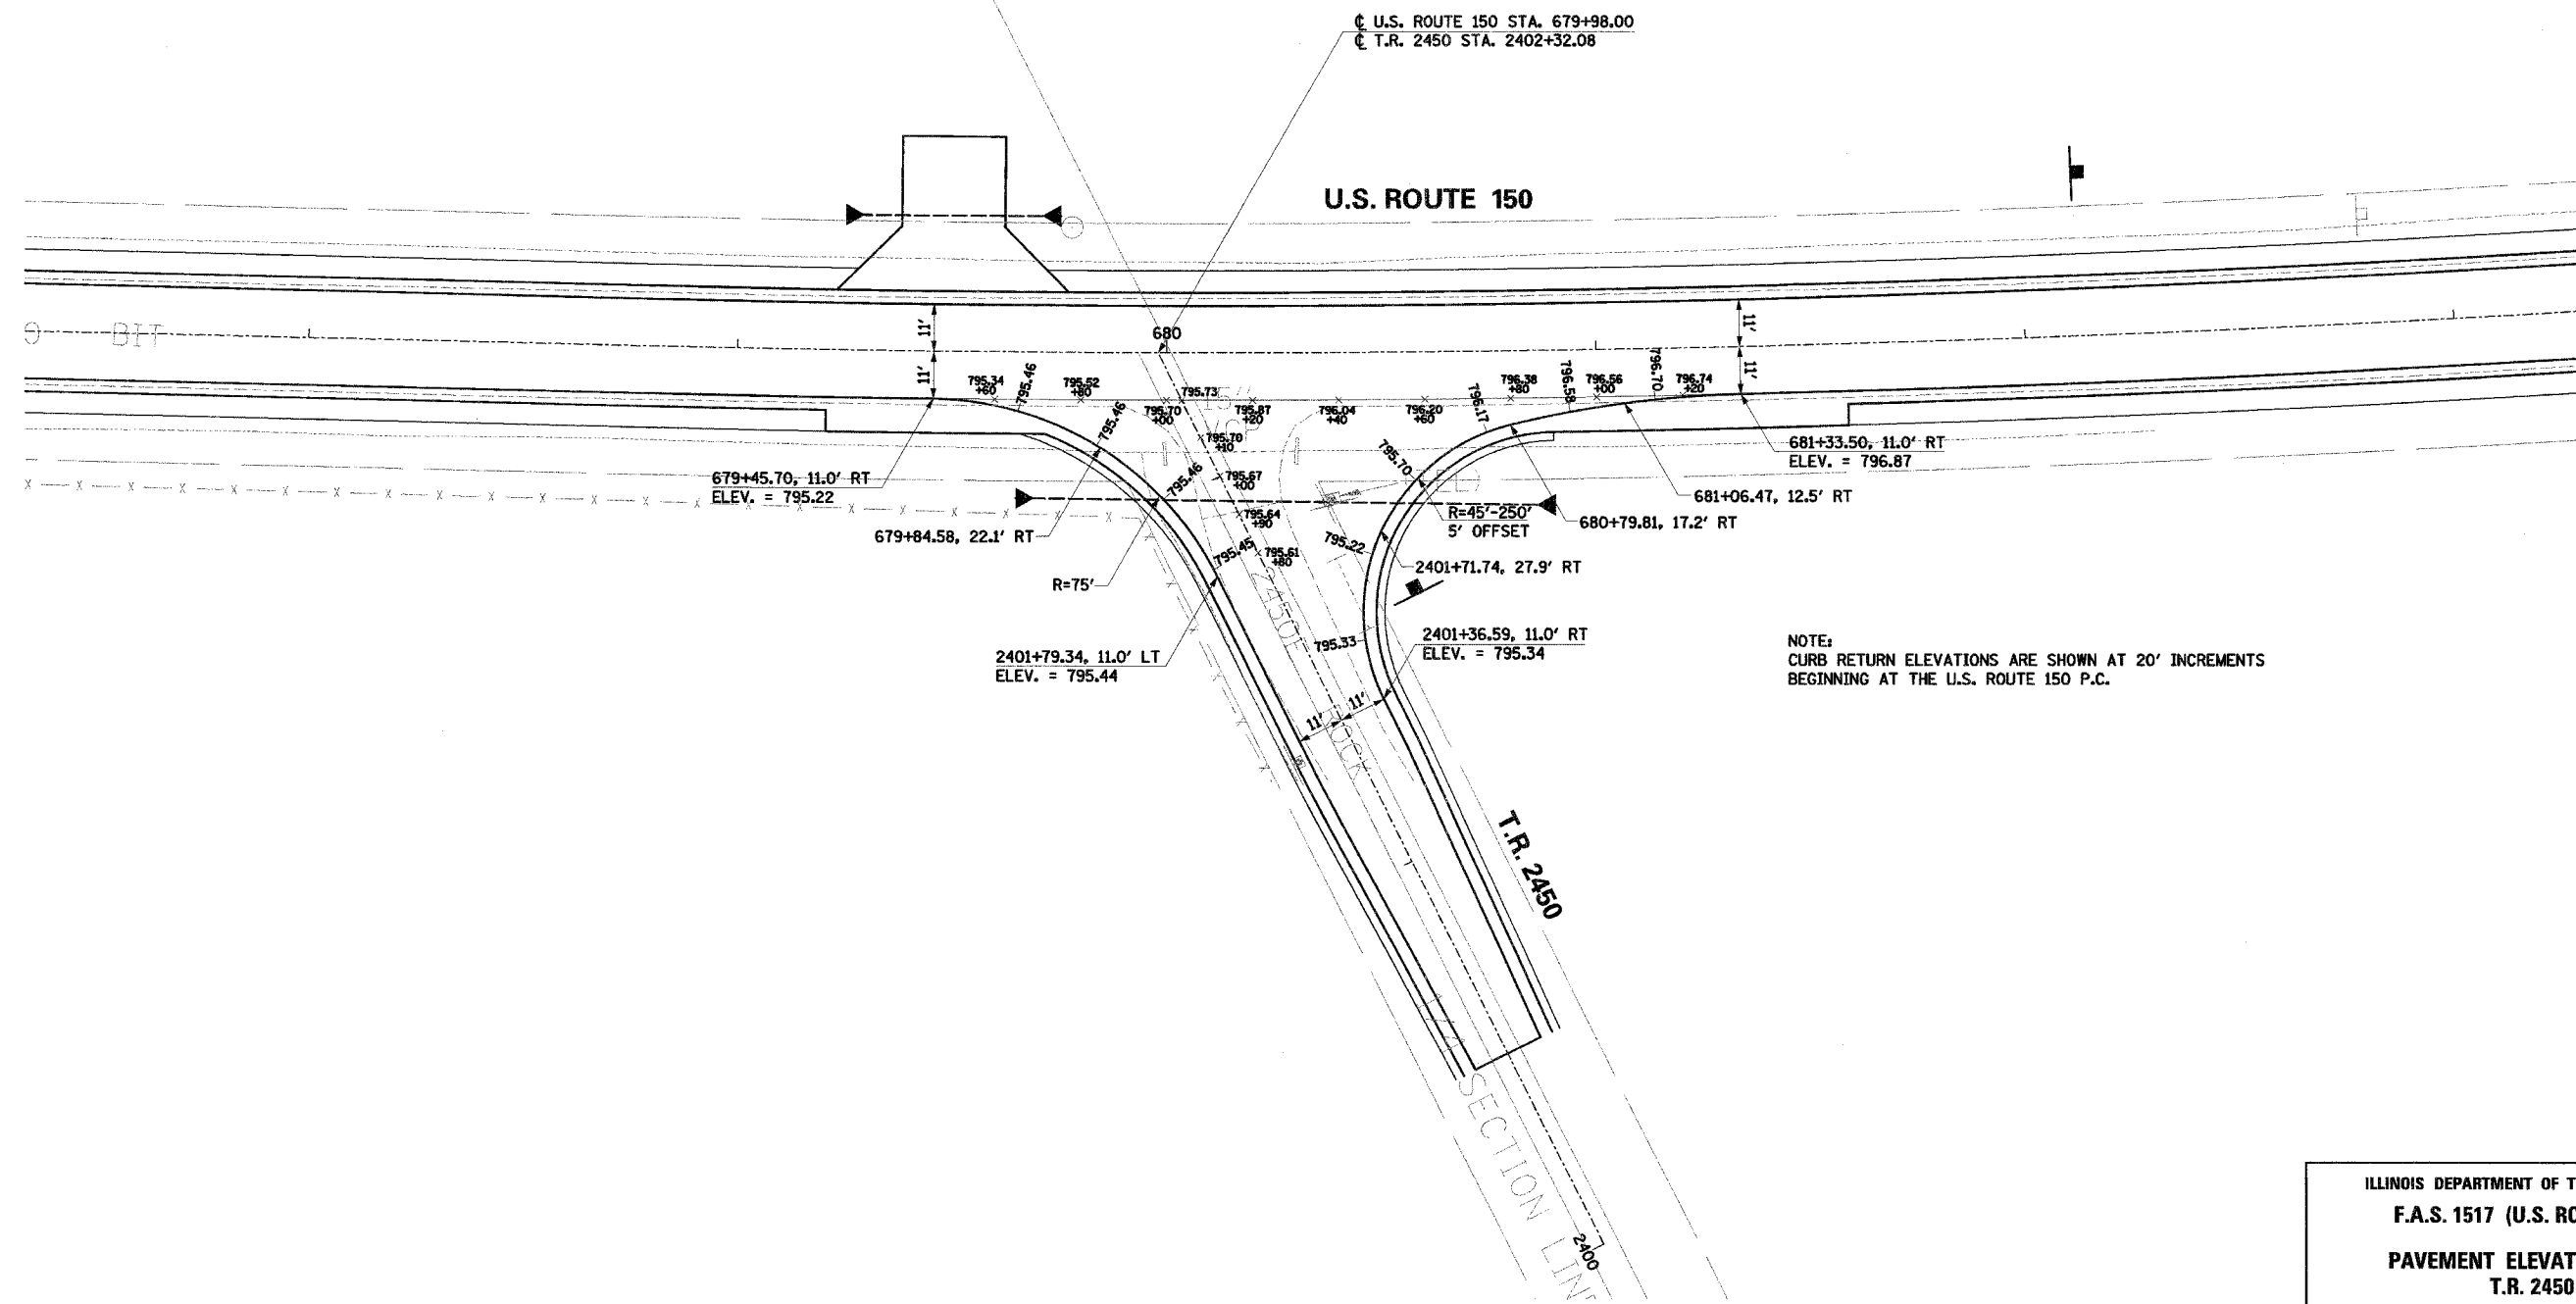 ℄ U.S. ROUTE 150 STA. 679+98.00
℄ T.R. 2450 STA. 2402+32.08
U.S. ROUTE 150
BIT
680
11'
11'
11'
11'
795.34
+60
795.46
795.52
+80
795.46
795.70
+00
795.73
795.87
+20
796.04
+40
796.20
+60
796.17
796.38
+80
796.58
796.56
+00
796.70
796.74
+20
795.70
+10
795.67
+00
795.64
+90
795.61
+80
795.46
795.45
795.70
795.22
795.33
679+45.70, 11.0' RT
ELEV. = 795.22
679+84.58, 22.1' RT
R=75'
2401+79.34, 11.0' LT
ELEV. = 795.44
681+33.50, 11.0' RT
ELEV. = 796.87
681+06.47, 12.5' RT
680+79.81, 17.2' RT
R=45'-250'
5' OFFSET
2401+71.74, 27.9' RT
2401+36.59, 11.0' RT
ELEV. = 795.34
11'
11'
2450E
ROCK
NOTE:
CURB RETURN ELEVATIONS ARE SHOWN AT 20' INCREMENTS
BEGINNING AT THE U.S. ROUTE 150 P.C.
T.R. 2450
SECTION LINE
2400
ILLINOIS DEPARTMENT OF T
F.A.S. 1517 (U.S. RO
PAVEMENT ELEVAT
T.R. 2450